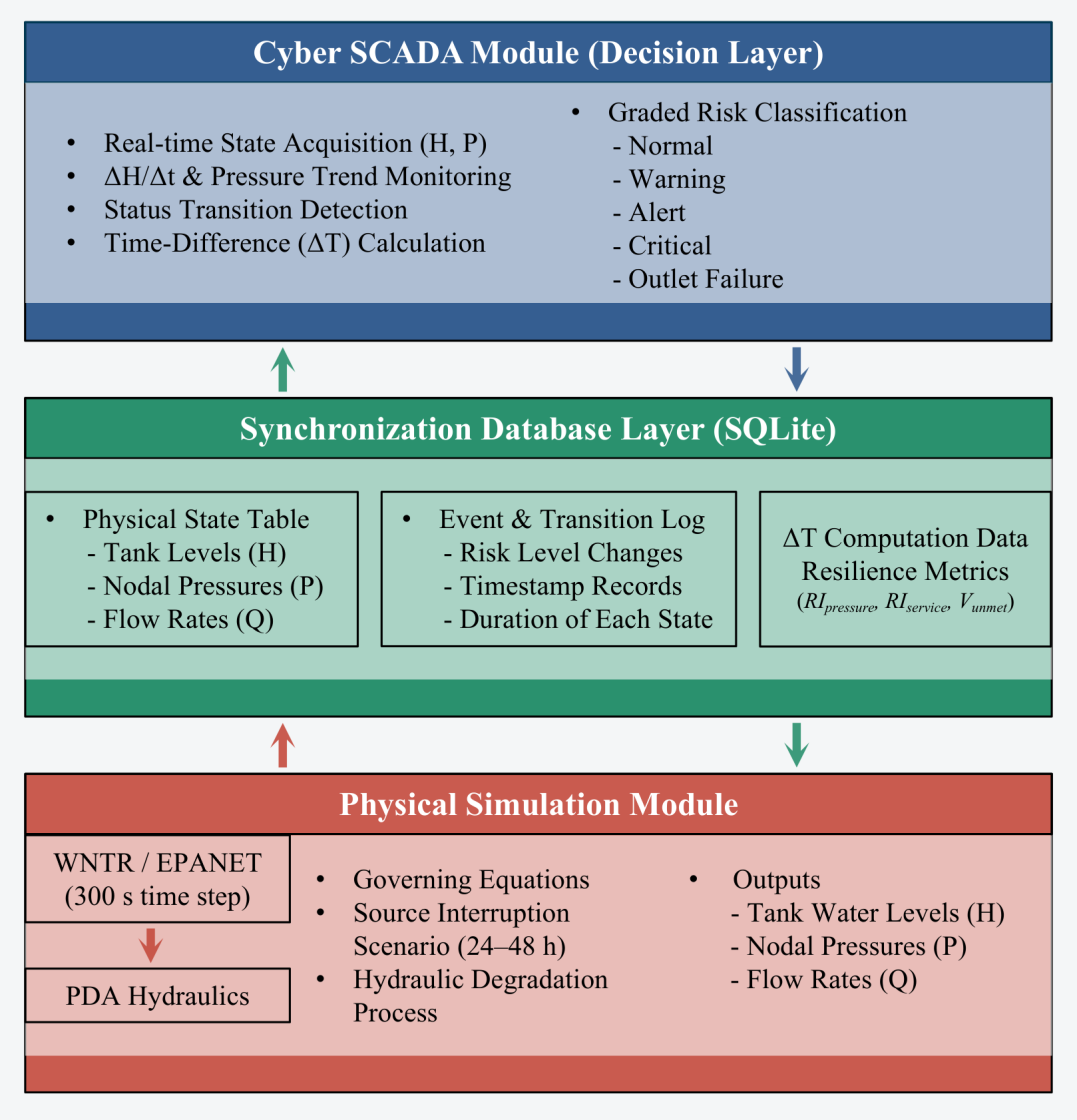 Cyber SCADA Module (Decision Layer)
• Real-time State Acquisition (H, P)
• ΔH/Δt & Pressure Trend Monitoring
• Status Transition Detection
• Time-Difference (ΔT) Calculation
• Graded Risk Classification
- Normal
- Warning
- Alert
- Critical
- Outlet Failure
Synchronization Database Layer (SQLite)
• Physical State Table
- Tank Levels (H)
- Nodal Pressures (P)
- Flow Rates (Q)
• Event & Transition Log
- Risk Level Changes
- Timestamp Records
- Duration of Each State
ΔT Computation Data
Resilience Metrics
(RI_pressure, RI_service, V_unmet)
Physical Simulation Module
WNTR / EPANET
(300 s time step)
PDA Hydraulics
• Governing Equations
• Source Interruption
Scenario (24–48 h)
• Hydraulic Degradation
Process
• Outputs
- Tank Water Levels (H)
- Nodal Pressures (P)
- Flow Rates (Q)